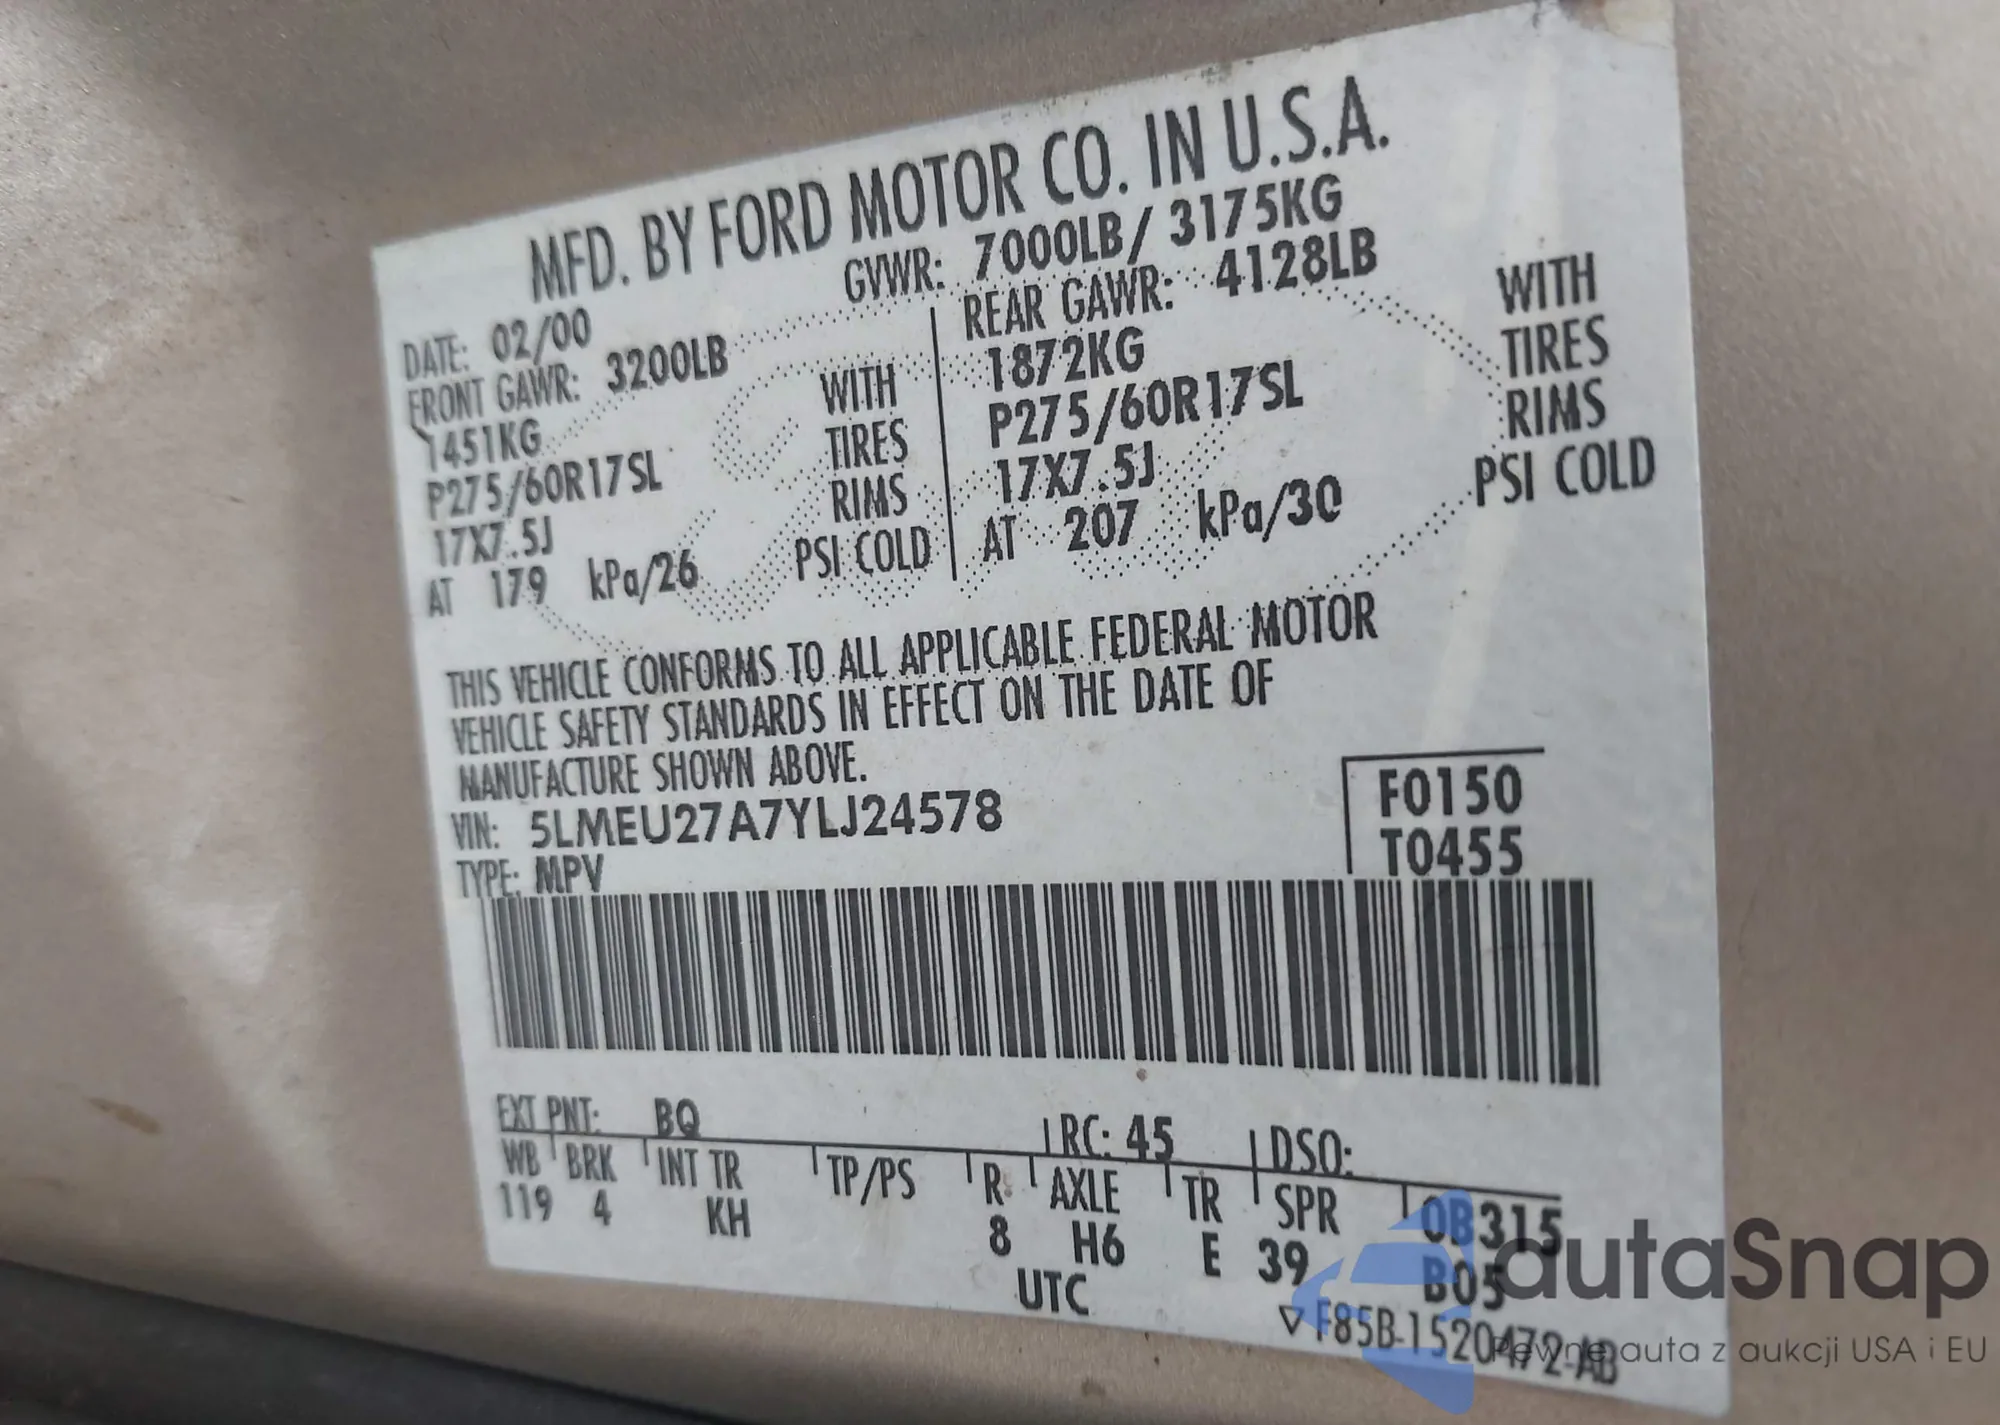 MFD. BY FORD MOTOR CO. IN U.S.A.
DATE: 02/00 GVWR: 7000LB/ 3175KG
FRONT GAWR: 3200LB REAR GAWR: 4128LB
1451KG WITH 1872KG WITH
P275/60R17SL TIRES P275/60R17SL TIRES
17X7.5J RIMS 17X7.5J RIMS
AT 179 kPa/26 PSI COLD AT 207 kPa/30 PSI COLD
THIS VEHICLE CONFORMS TO ALL APPLICABLE FEDERAL MOTOR
VEHICLE SAFETY STANDARDS IN EFFECT ON THE DATE OF
MANUFACTURE SHOWN ABOVE.
VIN: 5LMEU27A7YLJ24578 F0150
TYPE: MPV T0455
EXT PNT: BQ RC: 45 DSO:
WB BRK INT TR TP/PS R AXLE TR SPR OB315
119 4 KH 8 H6 E 39 B05
UTC
F85B-1520472-AB
autaSnap
Pewne auta z aukcji USA i EU